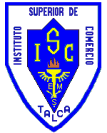 INSTITUTO
SUPERIOR DE
COMERCIO
ISC
TALCA